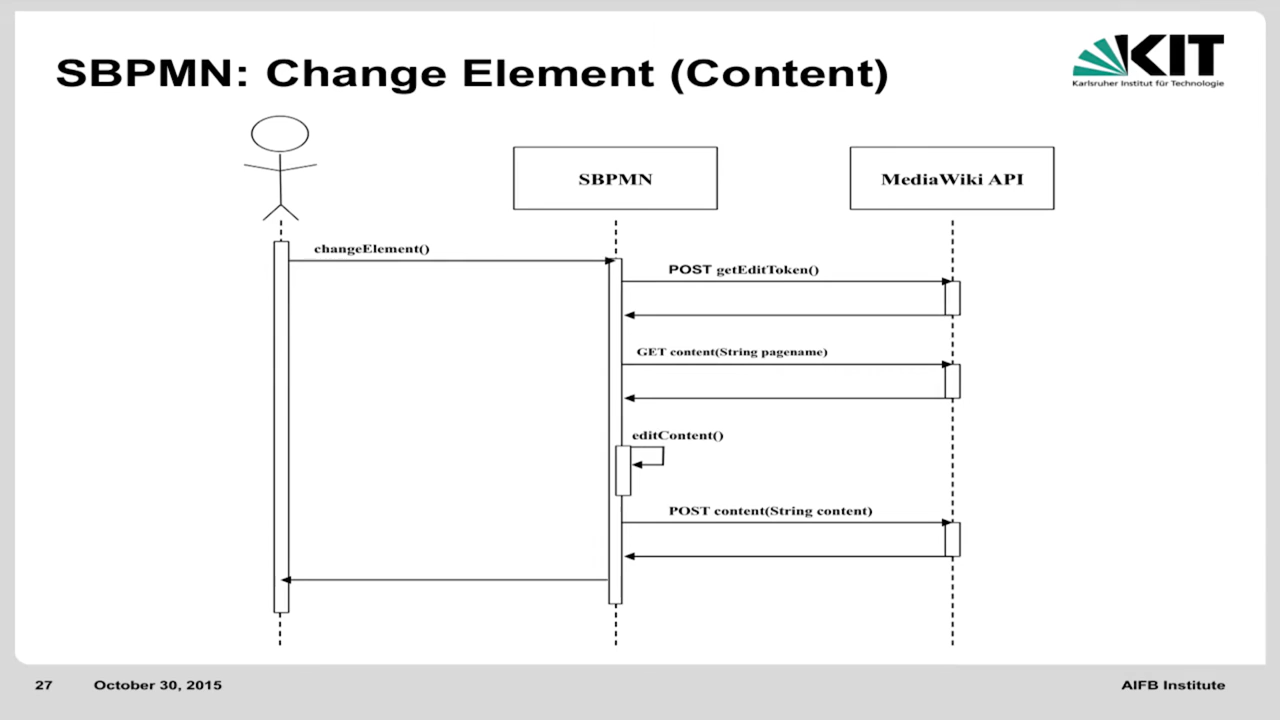 SBPMN: Change Element (Content)
KIT
Karlsruher Institut für Technologie
SBPMN
MediaWiki API
changeElement()
POST getEditToken()
GET content(String pagename)
editContent()
POST content(String content)
27 October 30, 2015 AIFB Institute